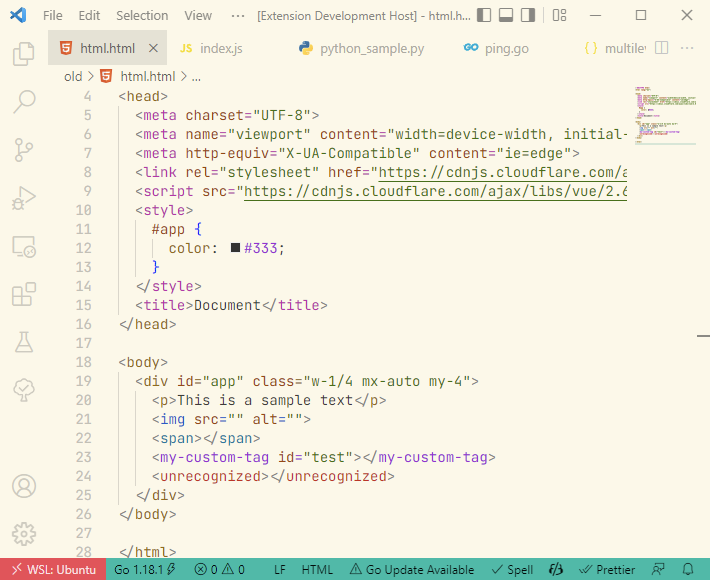 File Edit Selection View ··· [Extension Development Host] - html.h...
html.html index.js python_sample.py ping.go multile
old > html.html > ...
4 <head>
5 <meta charset="UTF-8">
6 <meta name="viewport" content="width=device-width, initial-
7 <meta http-equiv="X-UA-Compatible" content="ie=edge">
8 <link rel="stylesheet" href="https://cdnjs.cloudflare.com/a
9 <script src="https://cdnjs.cloudflare.com/ajax/libs/vue/2.6
10 <style>
11 #app {
12 color: #333;
13 }
14 </style>
15 <title>Document</title>
16 </head>
17
18 <body>
19 <div id="app" class="w-1/4 mx-auto my-4">
20 <p>This is a sample text</p>
21 <img src="" alt="">
22 <span></span>
23 <my-custom-tag id="test"></my-custom-tag>
24 <unrecognized></unrecognized>
25 </div>
26 </body>
27
28 </html>
WSL: Ubuntu Go 1.18.1 0 0 LF HTML Go Update Available Spell Prettier